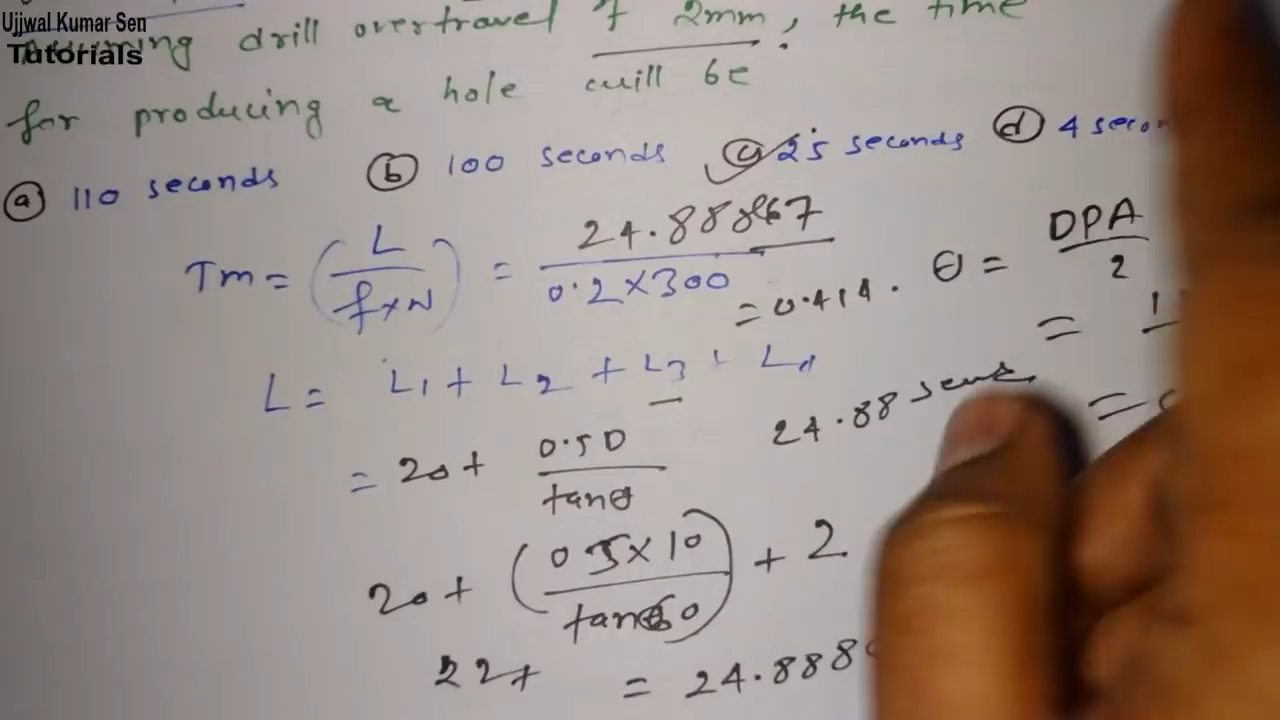 Ujjwal Kumar Sen
Tutorials
drill overtravel of 2mm, the time
for producing a hole will be
(a) 110 seconds (b) 100 seconds (c) 25 seconds (d) 4
Tm = (L / f×N) = 24.88867 / 0.2×300
= 0.414.
θ = DPA / 2
=
=
L = L1 + L2 + L3 + L4
24.88
= 20 + 0.5D / tanθ
20 + (0.5×10 / tan60) + 2
22+ = 24.888